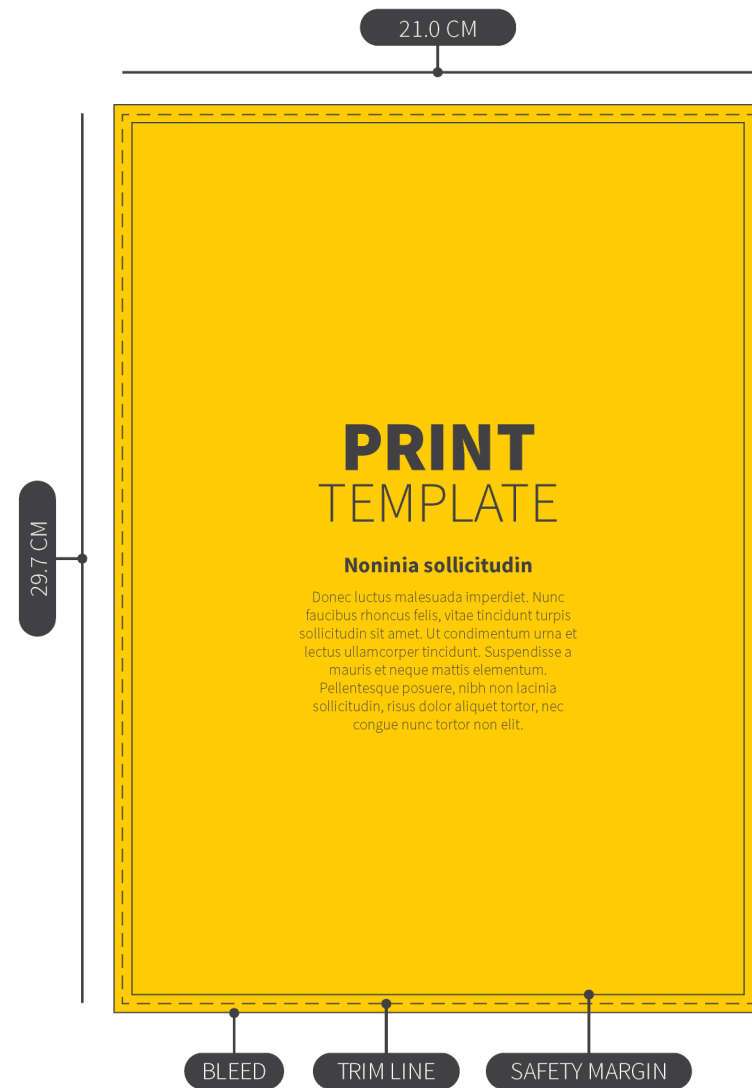 21.0 CM
29.7 CM
PRINT
TEMPLATE
Noninia sollicitudin
Donec luctus malesuada imperdiet. Nunc
faucibus rhoncus felis, vitae tincidunt turpis
sollicitudin sit amet. Ut condimentum urna et
lectus ullamcorper tincidunt. Suspendisse a
mauris et neque mattis elementum.
Pellentesque posuere, nibh non lacinia
sollicitudin, risus dolor aliquet tortor, nec
congue nunc tortor non elit.
BLEED
TRIM LINE
SAFETY MARGIN